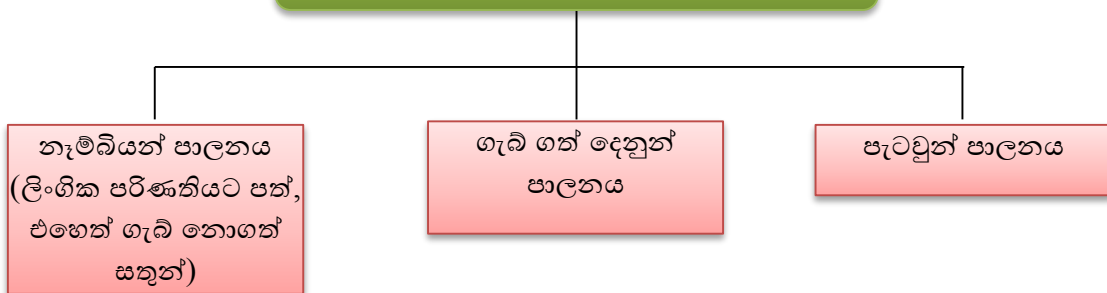 නෑම්බියන් පාලනය
(ලිංගික පරිණතියට පත්,
එහෙත් ගැබ් නොගත්
සතුන්)
ගැබ් ගත් දෙනුන්
පාලනය
පැටවුන් පාලනය